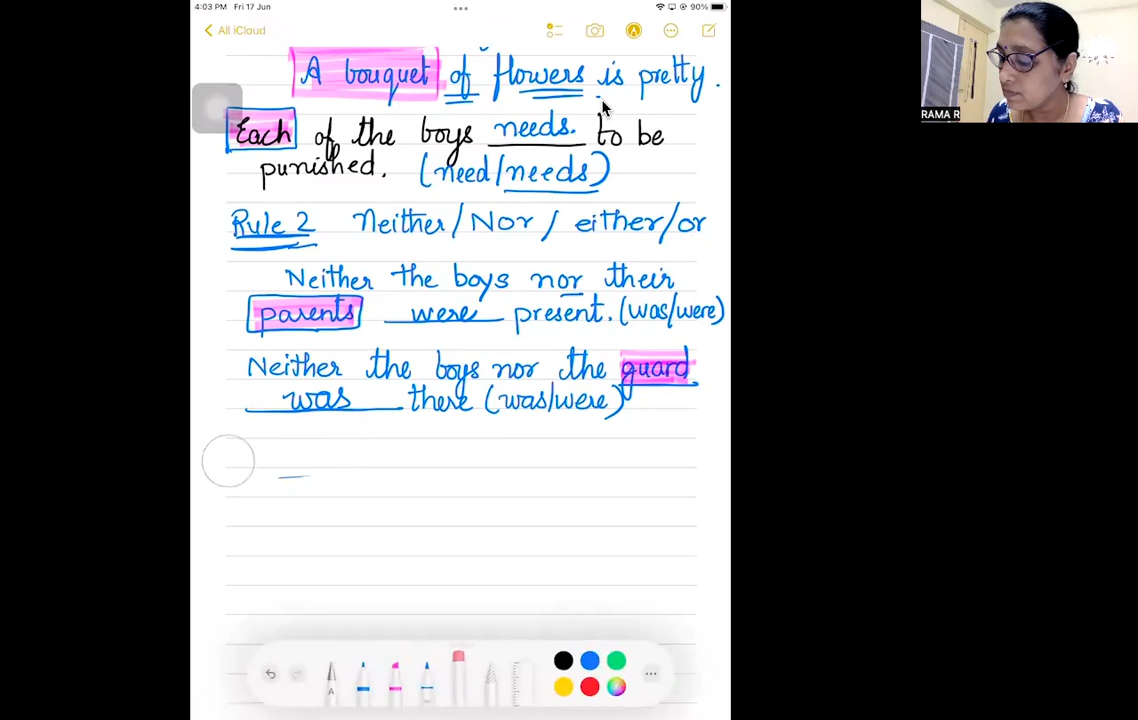 4:03 PM Fri 17 Jun
90%
All iCloud
A bouquet of flowers is pretty.
Each of the boys needs. to be
punished. (need/needs)
Rule 2 Neither/Nor/ either/or
Neither the boys nor their
parents were present. (was/were)
Neither the boys nor the guard
was there (was/were)
A
RAMA R